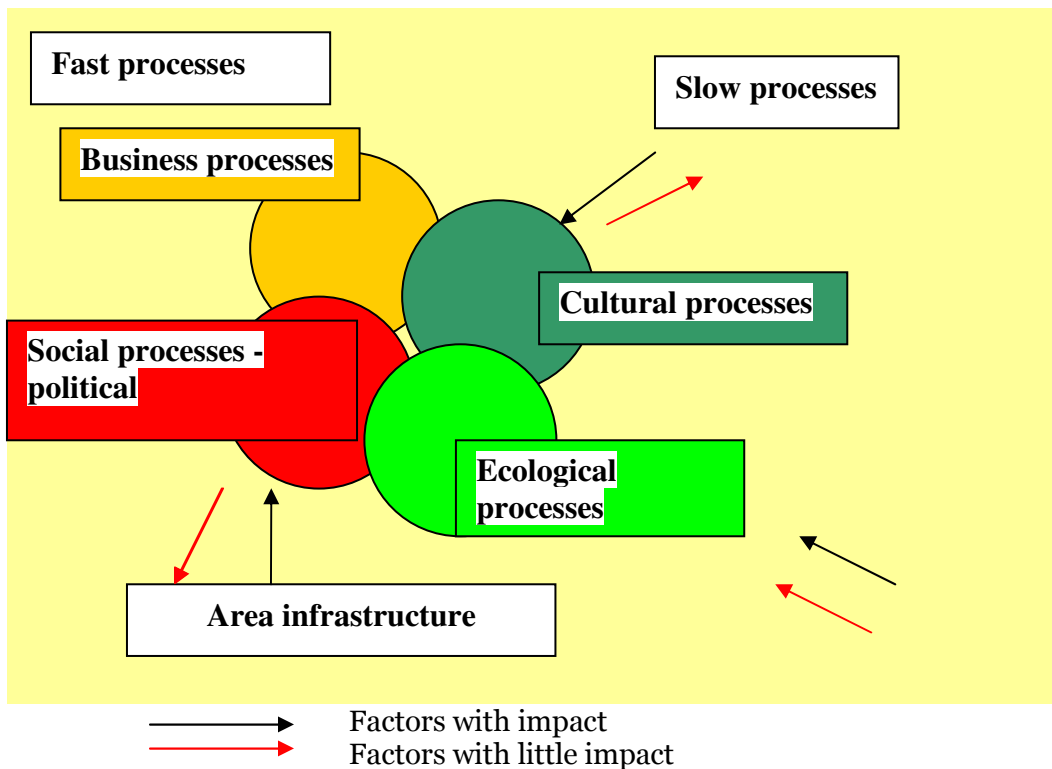 Fast processes
Slow processes
Business processes
Cultural processes
Social processes -
political
Ecological
processes
Area infrastructure
Factors with impact
Factors with little impact